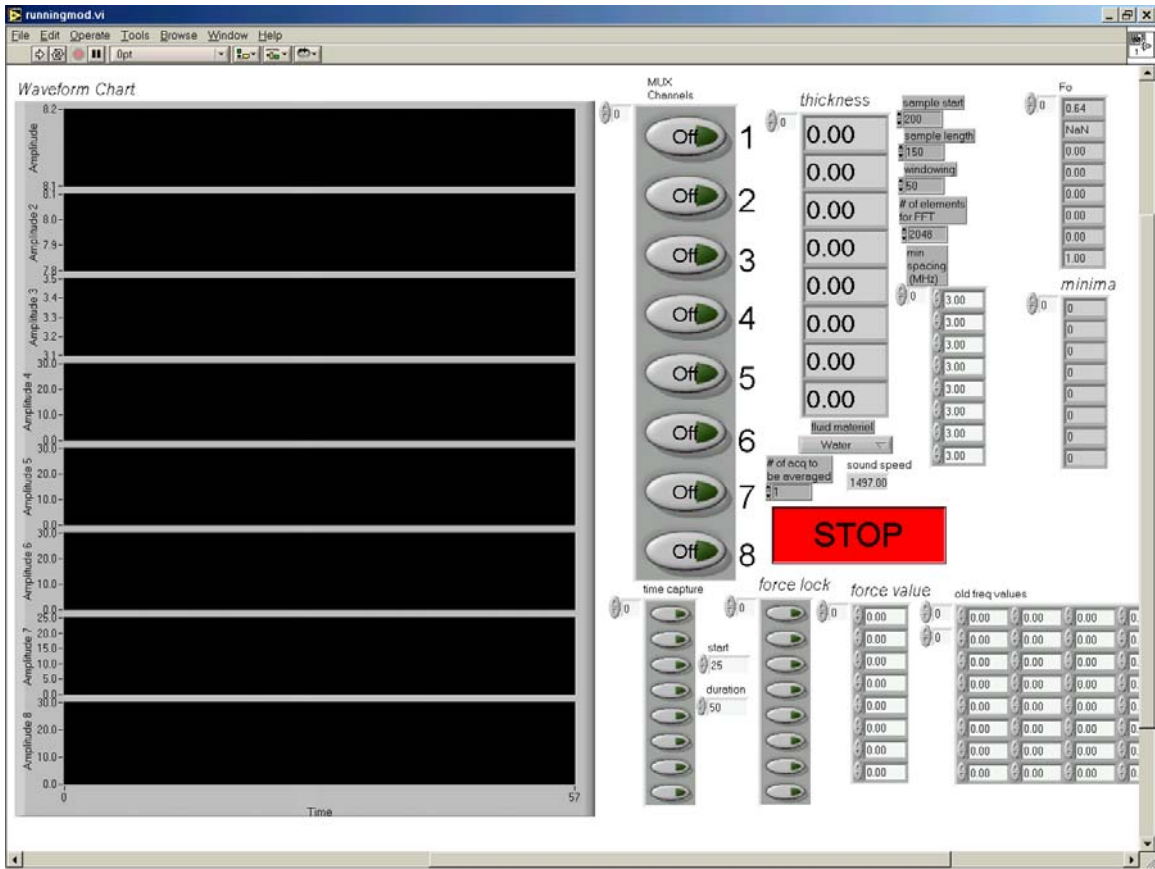 runningmod.vi
File Edit Operate Tools Browse Window Help
0pt
1
Waveform Chart
Amplitude
8.2
8.1
Amplitude 2
8.1
8.0
7.9
7.8
Amplitude 3
3.5
3.4
3.3
3.2
3.1
Amplitude 4
30.0
20.0
10.0
0.0
Amplitude 5
30.0
20.0
10.0
0.0
Amplitude 6
30.0
20.0
10.0
0.0
Amplitude 7
25.0
20.0
15.0
10.0
5.0
0.0
Amplitude 8
30.0
20.0
10.0
0.0
0 57
Time
MUX
Channels
0
Off 1
Off 2
Off 3
Off 4
Off 5
Off 6
Off 7
Off 8
thickness
0
0.00
0.00
0.00
0.00
0.00
0.00
0.00
0.00
fluid materiel
Water
# of acq to
be averaged
1
sound speed
1497.00
sample start
200
sample length
150
windowing
50
# of elements
for FFT
2048
min
spacing
(MHz)
0
3.00
3.00
3.00
3.00
3.00
3.00
3.00
3.00
Fo
0
0.64
NaN
0.00
0.00
0.00
0.00
0.00
1.00
minima
0
0
0
0
0
0
0
0
0
STOP
time capture
0
start
25
duration
50
force lock
0
force value
0
0.00
0.00
0.00
0.00
0.00
0.00
0.00
0.00
old freq values
0
0
0.00 0.00 0.00 0.
0.00 0.00 0.00 0.
0.00 0.00 0.00 0.
0.00 0.00 0.00 0.
0.00 0.00 0.00 0.
0.00 0.00 0.00 0.
0.00 0.00 0.00 0.
0.00 0.00 0.00 0.